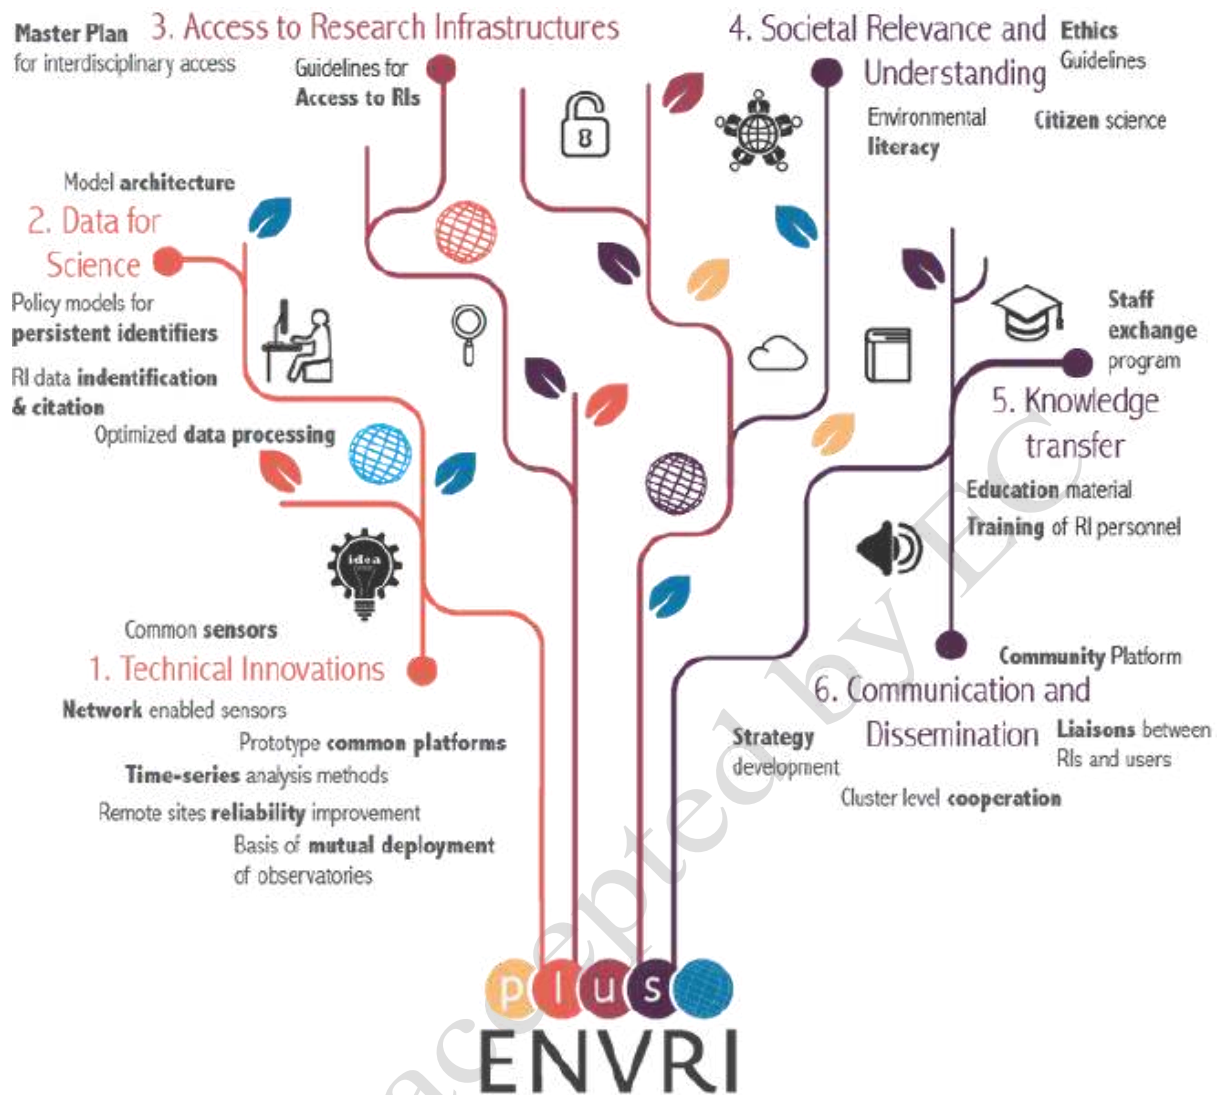 Master Plan
for interdisciplinary access
3. Access to Research Infrastructures
Guidelines for
Access to RIs
4. Societal Relevance and
Understanding
Ethics
Guidelines
Environmental
literacy
Citizen science
Model architecture
2. Data for
Science
Policy models for
persistent identifiers
RI data indentification
& citation
Optimized data processing
Staff
exchange
program
5. Knowledge
transfer
Education material
Training of RI personnel
idea
Common sensors
1. Technical Innovations
Network enabled sensors
Prototype common platforms
Time-series analysis methods
Remote sites reliability improvement
Basis of mutual deployment
of observatories
Community Platform
6. Communication and
Dissemination
Liaisons between
RIs and users
Strategy
development
Cluster level cooperation
plus
ENVRI
accepted by EC